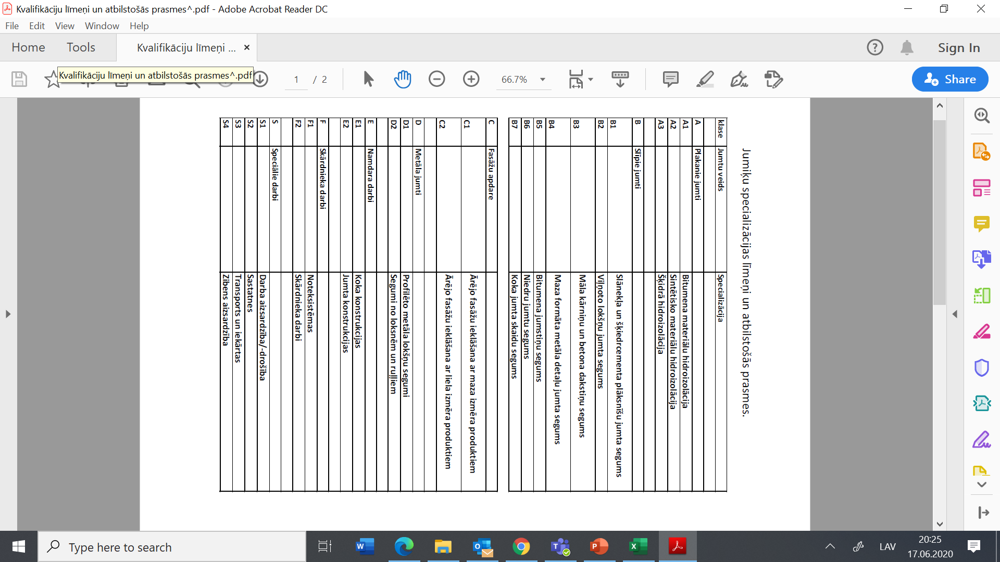 Kvalifikāciju līmeņi un atbilstošās prasmes^.pdf - Adobe Acrobat Reader DC
File Edit View Window Help
Home Tools Kvalifikāciju līmeņi ... × Sign In
Kvalifikāciju līmeņi un atbilstošās prasmes^.pdf
1 / 2 66.7% Share
Jumiķu specializācijas līmeņi un atbilstošās prasmes.
klase Jumtu veids Specializācija
A Plakanie jumti
A1 Bitumena materiālu hidroizolācija
A2 Sintētisko materiālu hidroizolācija
A3 Šķidrā hidroizolācija
B Slīpie jumti
B1 Slānekļa un šķiedrcementa plāksnīšu jumta segums
B2 Viļņoto lokšņu jumta segums
B3 Māla kārniņu un betona dakstiņu segums
B4 Maza formāta metāla detaļu jumta segums
B5 Bitumena jumstiņu segums
B6 Niedru jumtu segums
B7 Koka jumta skaidu segums
C Fasāžu apdare
C1 Ārējo fasāžu ieklāšana ar maza izmēra produktiem
C2 Ārējo fasāžu ieklāšana ar liela izmēra produktiem
D Metāla jumti
D1 Profilēto metāla lokšņu segumi
D2 Segumi no loksnēm un ruļļiem
E Namdara darbi
E1 Koka konstrukcijas
E2 Jumta konstrukcijas
F Skārdnieka darbi
F1 Noteksistēmas
F2 Skārdnieka darbi
S Speciālie darbi
S1 Darba aizsardzība/-drošība
S2 Sastatnes
S3 Transports un iekārtas
S4 Zibens aizsardzība
Type here to search
LAV
20:25
17.06.2020